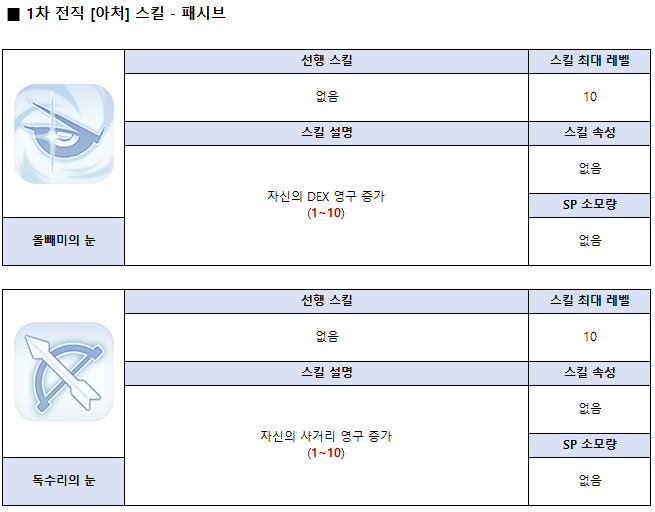 ■ 1차 전직 [아처] 스킬 - 패시브
선행 스킬
스킬 최대 레벨
없음
10
스킬 설명
스킬 속성
자신의 DEX 영구 증가
(1~10)
없음
SP 소모량
올빼미의 눈
없음
선행 스킬
스킬 최대 레벨
없음
10
스킬 설명
스킬 속성
자신의 사거리 영구 증가
(1~10)
없음
SP 소모량
독수리의 눈
없음